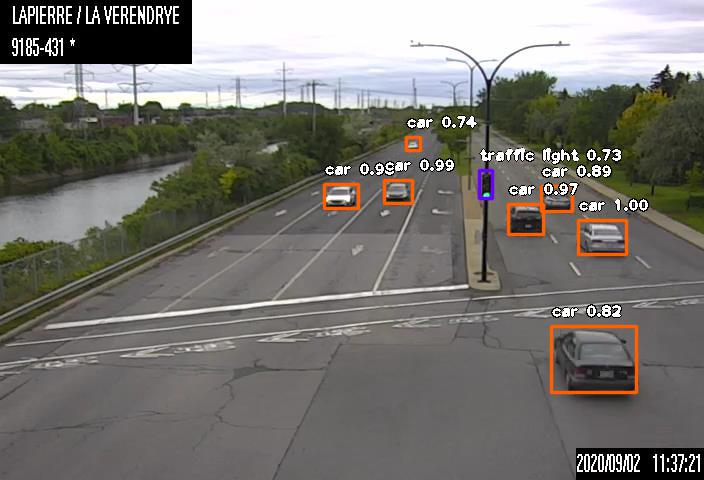 LAPIERRE / LA VERENDRYE
9185-431 *
car 0.74
car 0.99
car 0.99
traffic light 0.73
car 0.89
car 0.97
car 1.00
car 0.82
2020/09/02 11:37:21